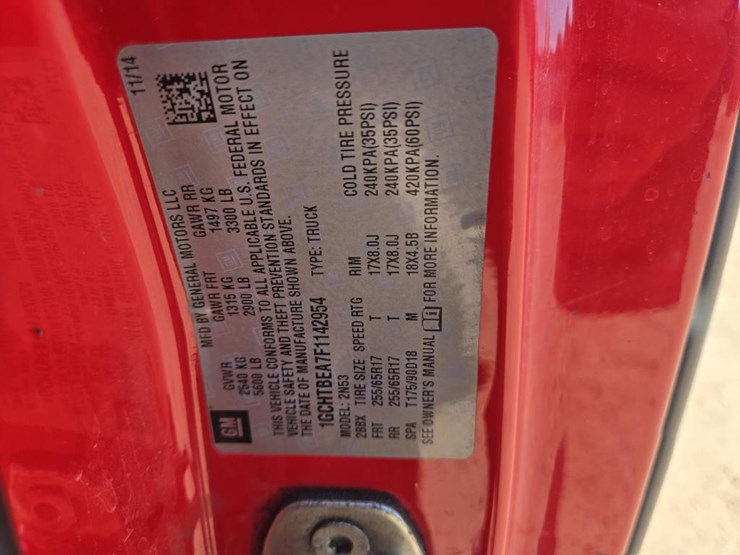 GM
MFD BY GENERAL MOTORS LLC
11/14
GVWR GAWR FRT GAWR RR
2540 KG 1315 KG 1497 KG
5600 LB 2900 LB 3300 LB
THIS VEHICLE CONFORMS TO ALL APPLICABLE U.S. FEDERAL MOTOR
VEHICLE SAFETY AND THEFT PREVENTION STANDARDS IN EFFECT ON
THE DATE OF MANUFACTURE SHOWN ABOVE.
1GCHTBEA7F1142954 TYPE: TRUCK
MODEL: 2N53
2BBX TIRE SIZE SPEED RTG RIM COLD TIRE PRESSURE
FRT 255/65R17 T 17X8.0J 240KPA(35PSI)
RR 255/65R17 T 17X8.0J 240KPA(35PSI)
SPA T175/90D18 M 18X4.5B 420KPA(60PSI)
SEE OWNER'S MANUAL FOR MORE INFORMATION.